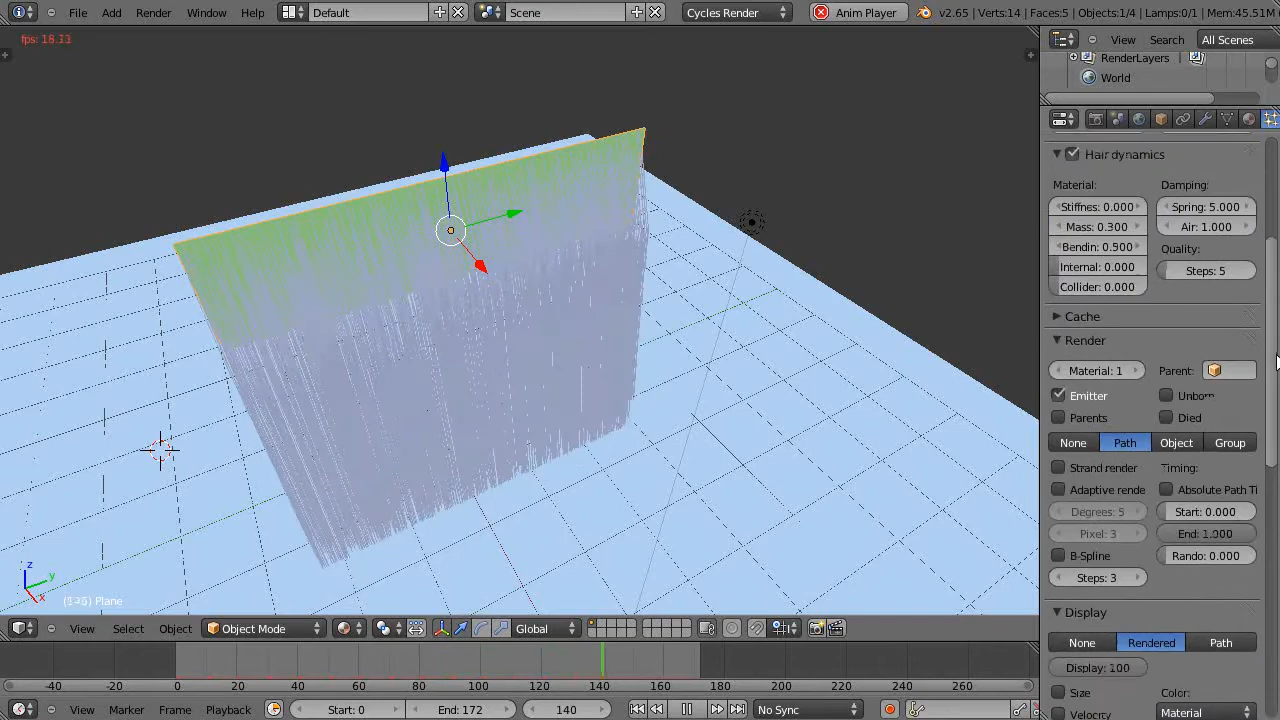 File Add Render Window Help Default Scene Cycles Render Anim Player v2.65 | Verts:14 | Faces:5 | Objects:1/4 | Lamps:0/1 | Mem:45.51M
fps: 18.11
View Search All Scenes
RenderLayers
World
Hair dynamics
Material: Damping:
Stiffnes: 0.000 Spring: 5.000
Mass: 0.300 Air: 1.000
Bendin: 0.500 Quality:
Internal: 0.000 Steps: 5
Collider: 0.000
Cache
Render
Material: 1 Parent:
Emitter Unborn
Parents Died
None Path Object Group
Strand render Timing:
Adaptive rende Absolute Path Ti
Degrees: 5 Start: 0.000
Pixel: 3 End: 1.000
B-Spline Rando: 0.000
Steps: 3
Display
None Rendered Path
Display: 100
Size Color:
Velocity Material
z
y
x
Plane
View Select Object Object Mode Global
-40 -20 0 20 40 60 80 100 120 140 160 180 200 220 240 260
View Marker Frame Playback Start: 0 End: 172 140 No Sync